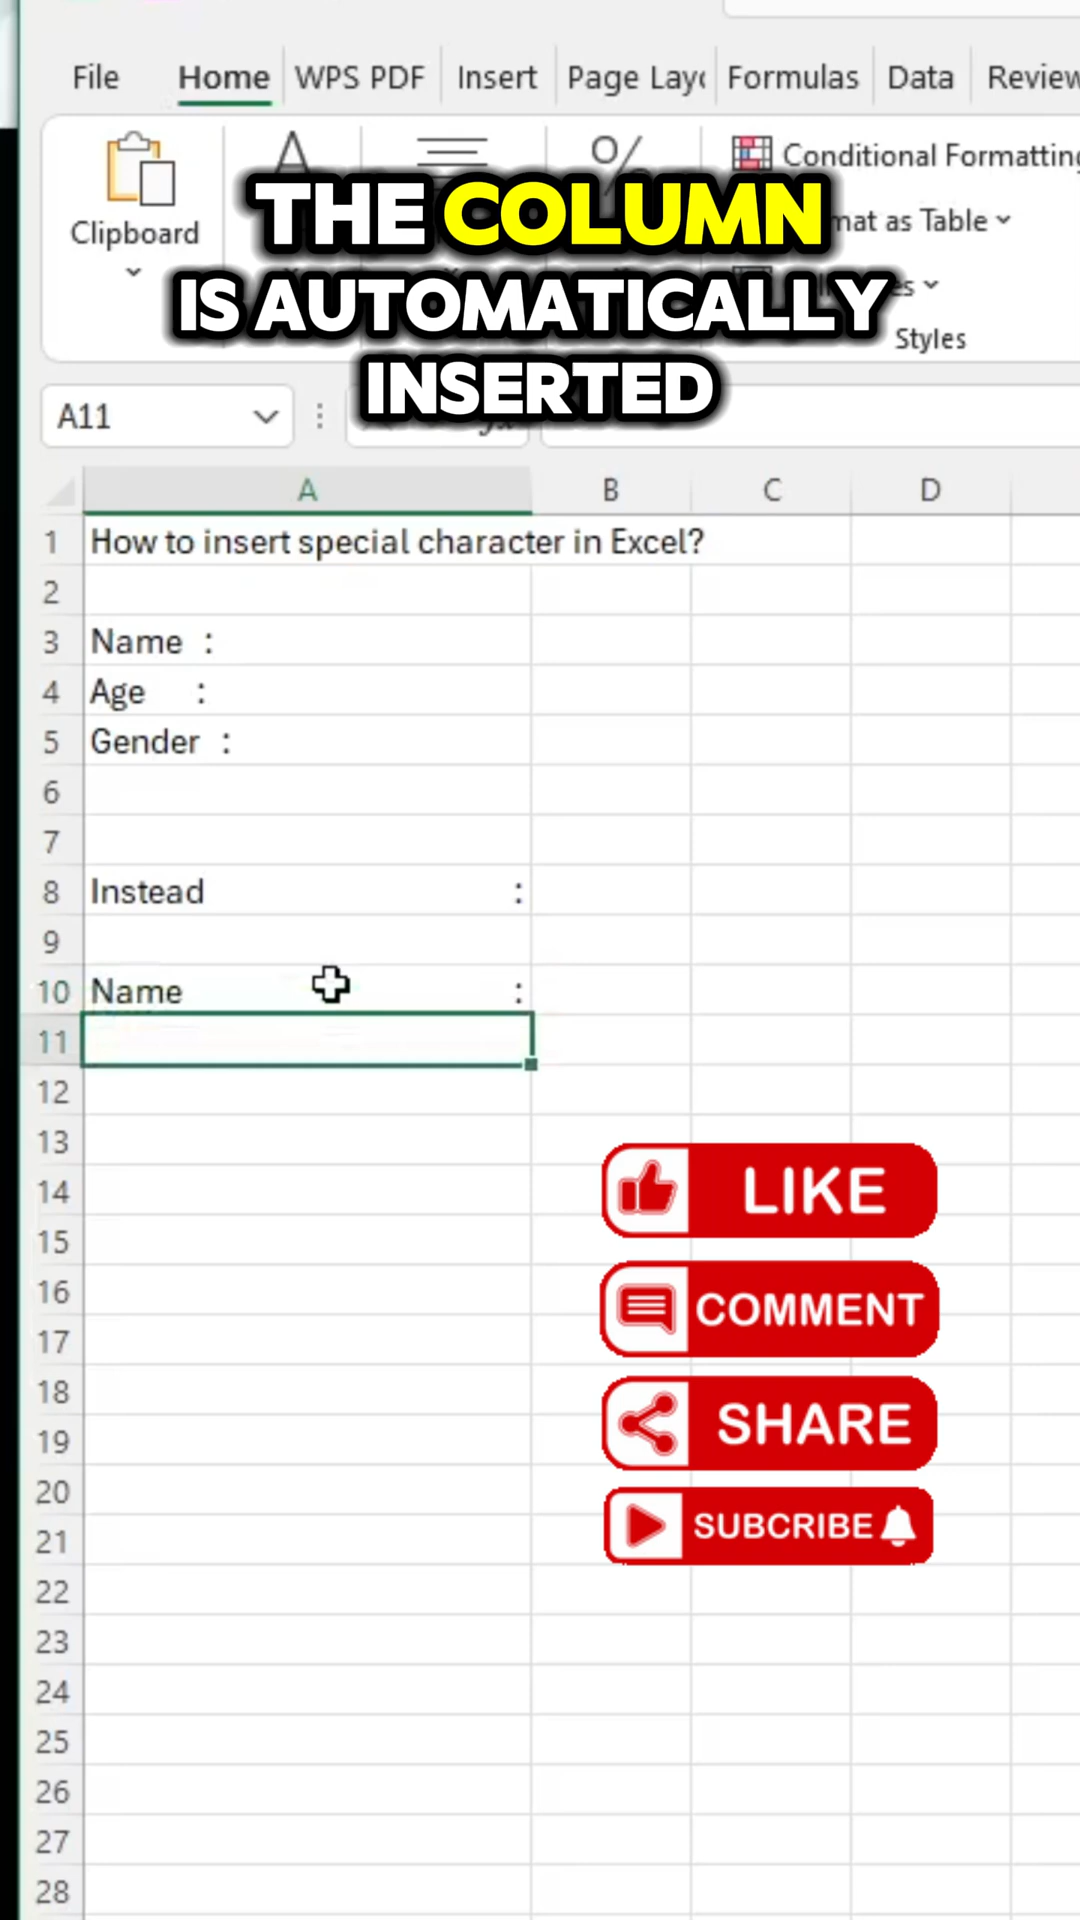 File Home WPS PDF Insert Page Layo Formulas Data Review
Clipboard
Conditional Formatting
mat as Table
Styles
THE COLUMN
IS AUTOMATICALLY
INSERTED
A11
A B C D
1 How to insert special character in Excel?
2
3 Name :
4 Age :
5 Gender :
6
7
8 Instead :
9
10 Name :
11
12
13
14
15
16
17
18
19
20
21
22
23
24
25
26
27
28
LIKE
COMMENT
SHARE
SUBCRIBE